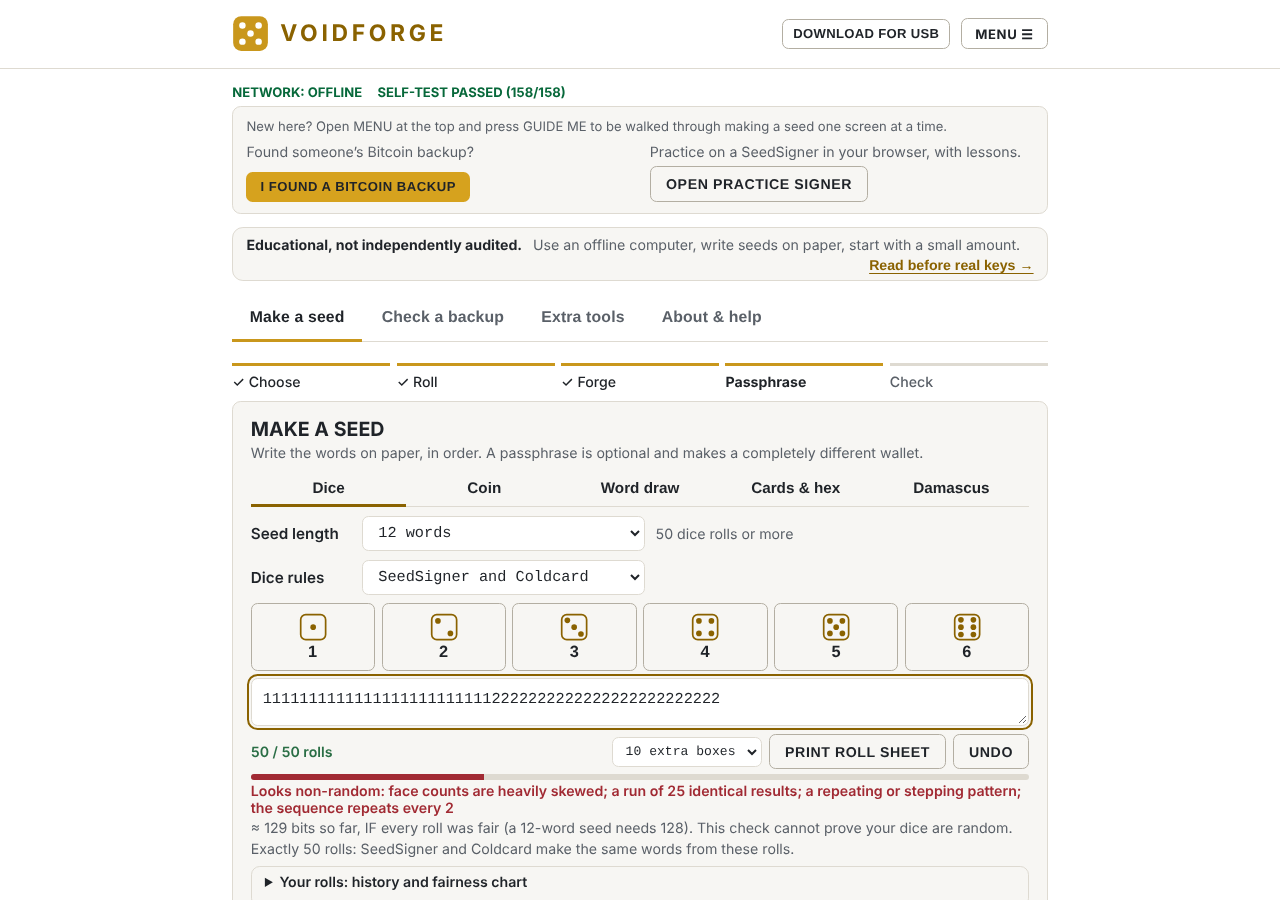 VOIDFORGE
DOWNLOAD FOR USB
MENU ☰
NETWORK: OFFLINE SELF-TEST PASSED (158/158)
New here? Open MENU at the top and press GUIDE ME to be walked through making a seed one screen at a time.
Found someone’s Bitcoin backup?
I FOUND A BITCOIN BACKUP
Practice on a SeedSigner in your browser, with lessons.
OPEN PRACTICE SIGNER
Educational, not independently audited. Use an offline computer, write seeds on paper, start with a small amount.
Read before real keys →
Make a seed Check a backup Extra tools About & help
✓ Choose ✓ Roll ✓ Forge Passphrase Check
MAKE A SEED
Write the words on paper, in order. A passphrase is optional and makes a completely different wallet.
Dice Coin Word draw Cards & hex Damascus
Seed length 12 words 50 dice rolls or more
Dice rules SeedSigner and Coldcard
1 2 3 4 5 6
11111111111111111111111112222222222222222222222222
50 / 50 rolls 10 extra boxes PRINT ROLL SHEET UNDO
Looks non-random: face counts are heavily skewed; a run of 25 identical results; a repeating or stepping pattern;
the sequence repeats every 2
≈ 129 bits so far, IF every roll was fair (a 12-word seed needs 128). This check cannot prove your dice are random.
Exactly 50 rolls: SeedSigner and Coldcard make the same words from these rolls.
▶ Your rolls: history and fairness chart